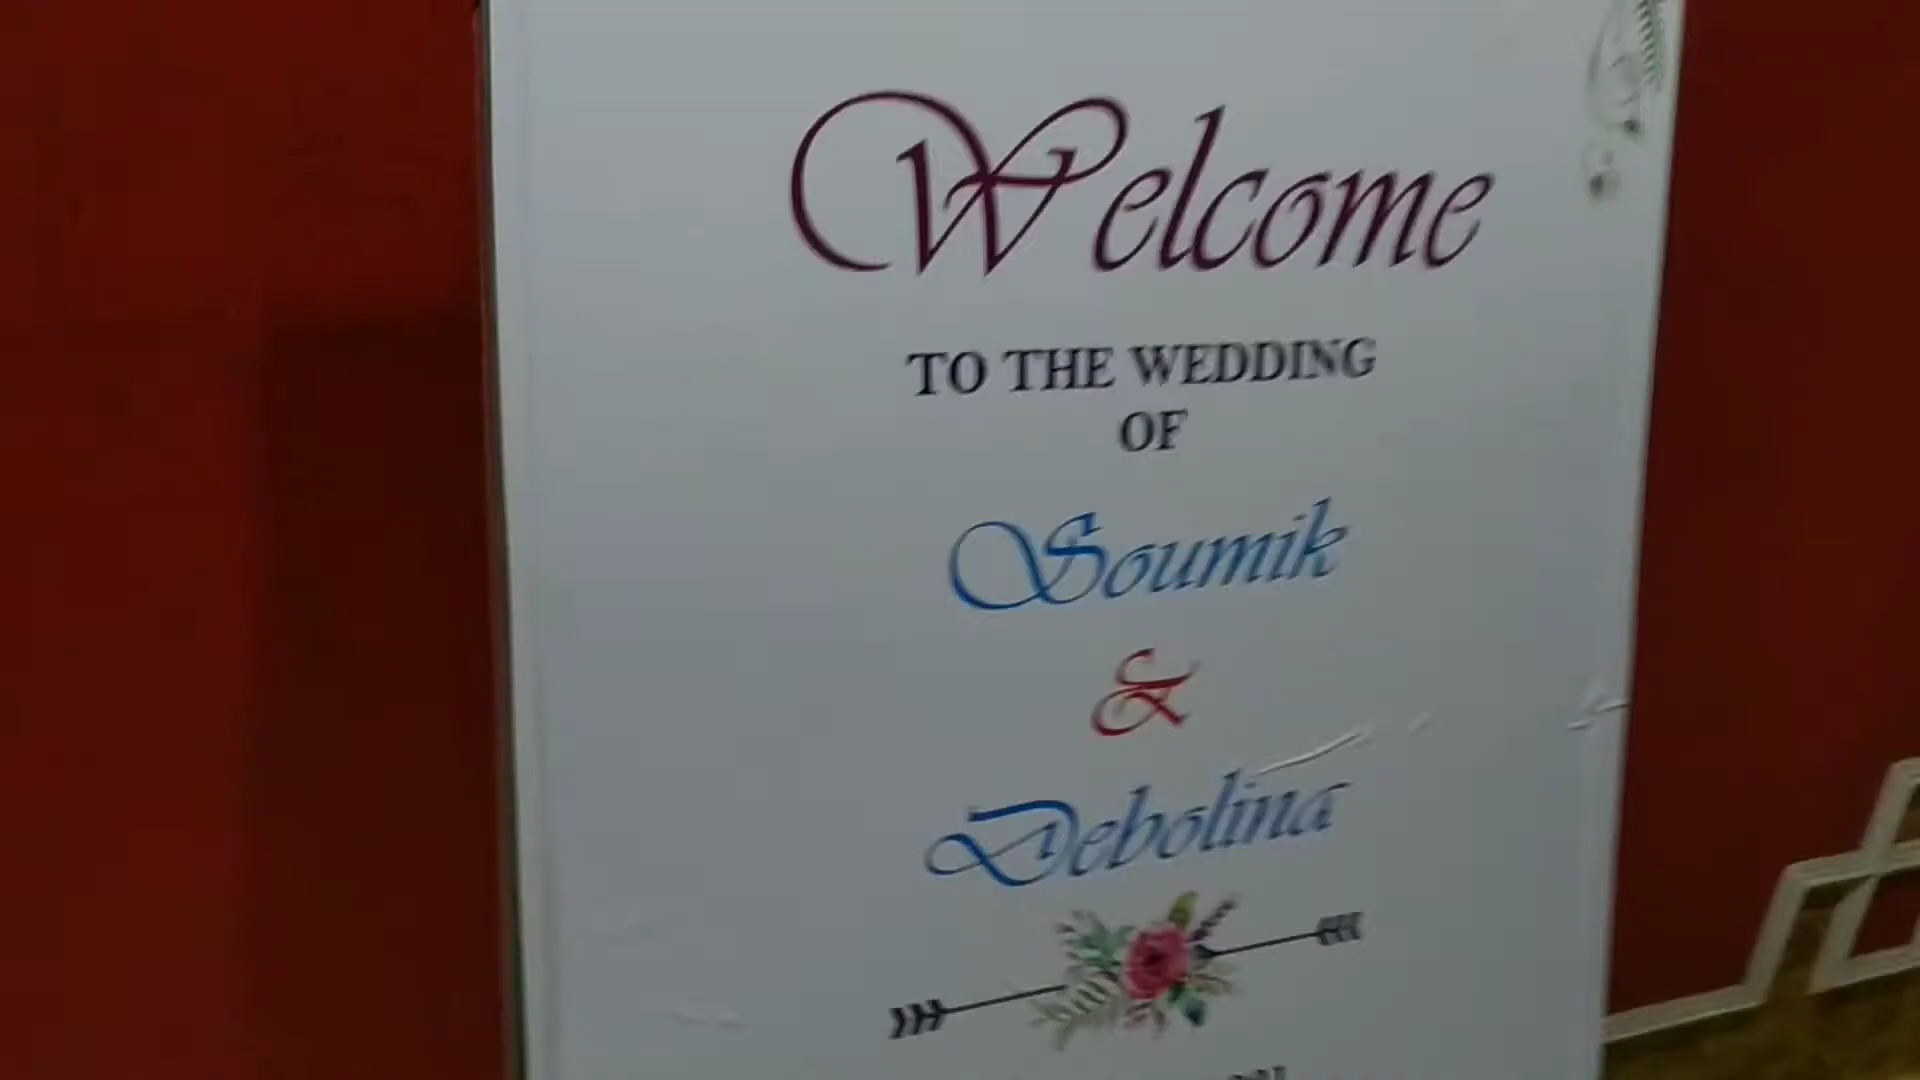 Welcome
TO THE WEDDING
OF
Soumik
&
Debolina